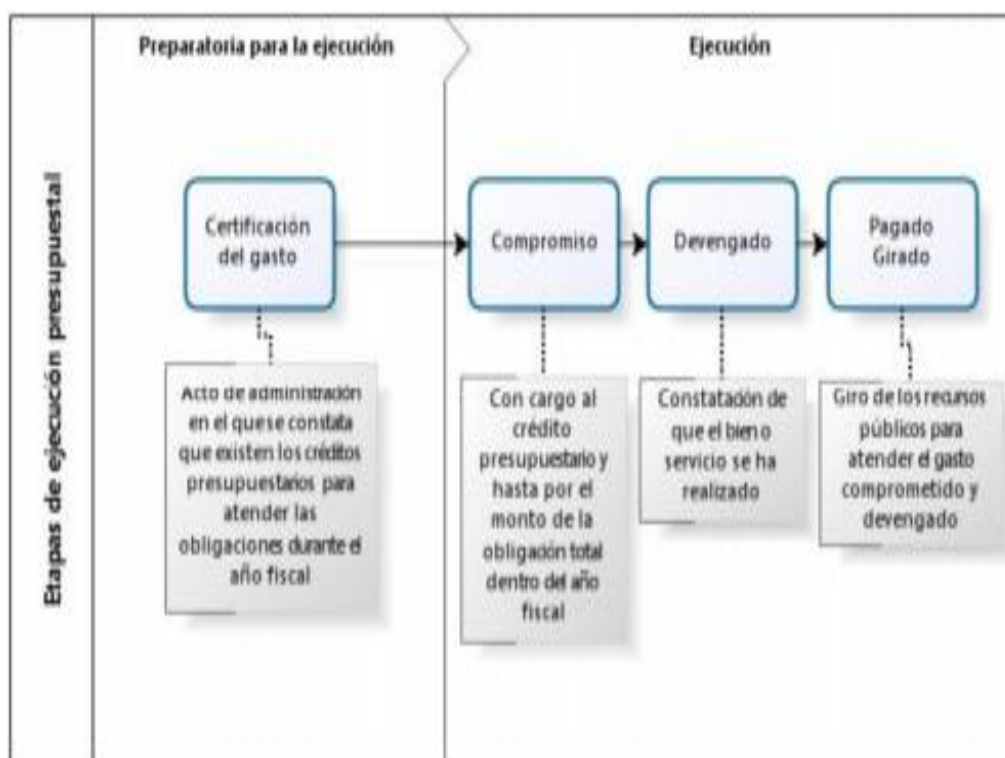 Etapas de ejecución presupuestal
Preparatoria para la ejecución
Ejecución
Certificación
del gasto
Compromiso
Devengado
Pagado
Girado
Acto de administración
en el que se constata
que existen los créditos
presupuestarios para
atender las
obligaciones durante el
año fiscal
Con cargo al
crédito
presupuestario y
hasta por el
monto de la
obligación total
dentro del año
fiscal
Constatación de
que el bien o
servicio se ha
realizado
Giro de los recursos
públicos para
atender el gasto
comprometido y
devengado